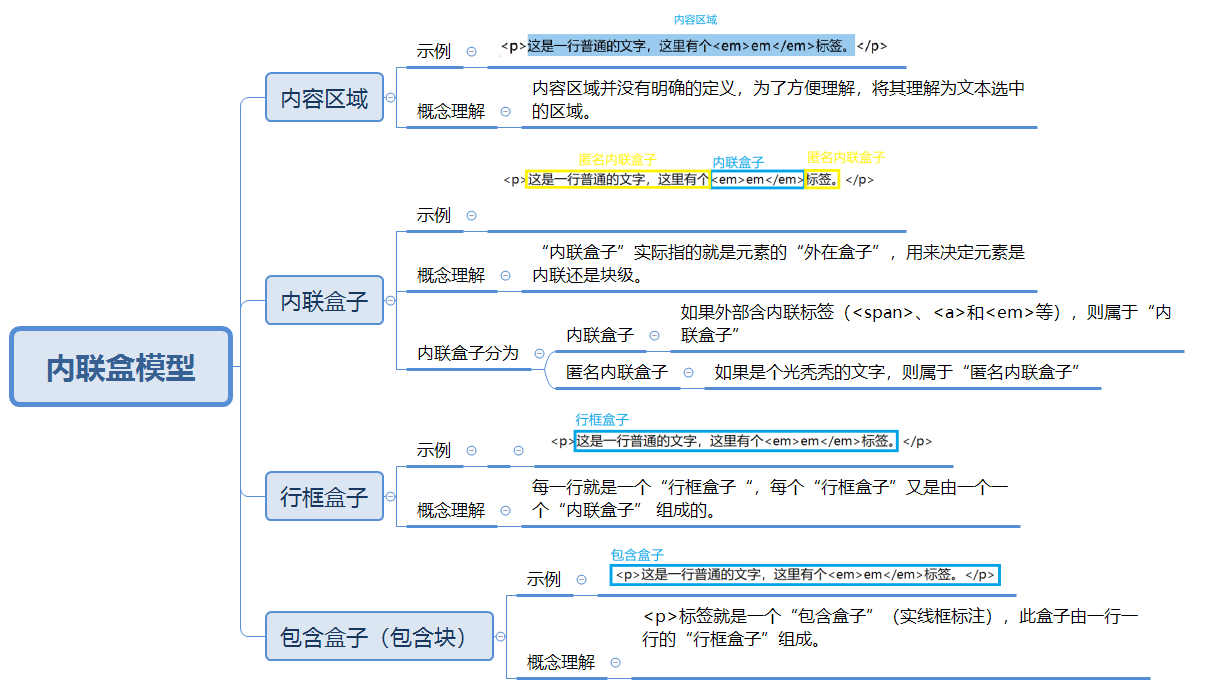 内联盒模型
内容区域
示例
内容区域
<p>这是一行普通的文字，这里有个<em>em</em>标签。</p>
概念理解
内容区域并没有明确的定义，为了方便理解，将其理解为文本选中
的区域。
内联盒子
示例
匿名内联盒子 内联盒子 匿名内联盒子
<p>这是一行普通的文字，这里有个<em>em</em>标签。</p>
概念理解
“内联盒子”实际指的就是元素的“外在盒子”，用来决定元素是
内联还是块级。
内联盒子分为
内联盒子
如果外部含内联标签（<span>、<a>和<em>等），则属于“内
联盒子”
匿名内联盒子
如果是个光秃秃的文字，则属于“匿名内联盒子”
行框盒子
示例
行框盒子
<p>这是一行普通的文字，这里有个<em>em</em>标签。</p>
概念理解
每一行就是一个“行框盒子“，每个“行框盒子”又是由一个一
个“内联盒子” 组成的。
包含盒子（包含块）
示例
包含盒子
<p>这是一行普通的文字，这里有个<em>em</em>标签。</p>
概念理解
<p>标签就是一个“包含盒子”（实线框标注），此盒子由一行一
行的“行框盒子”组成。